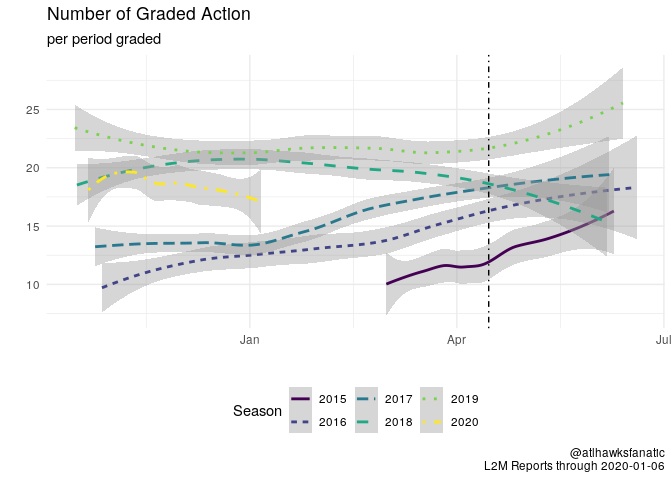 Number of Graded Action
per period graded
25
20
15
10
Jan
Apr
Jul
Season
2015
2017
2019
2016
2018
2020
@atlhawksfanatic
L2M Reports through 2020-01-06